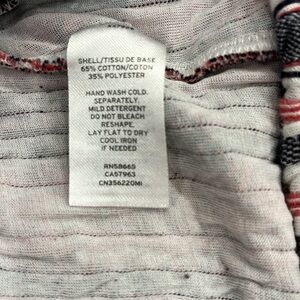 SHELL/TISSU DE BASE
65% COTTON/COTON
35% POLYESTER
HAND WASH COLD.
SEPARATELY.
MILD DETERGENT
DO NOT BLEACH
RESHAPE.
LAY FLAT TO DRY
COOL IRON
IF NEEDED
RN58665
CA57963
CN356220MI